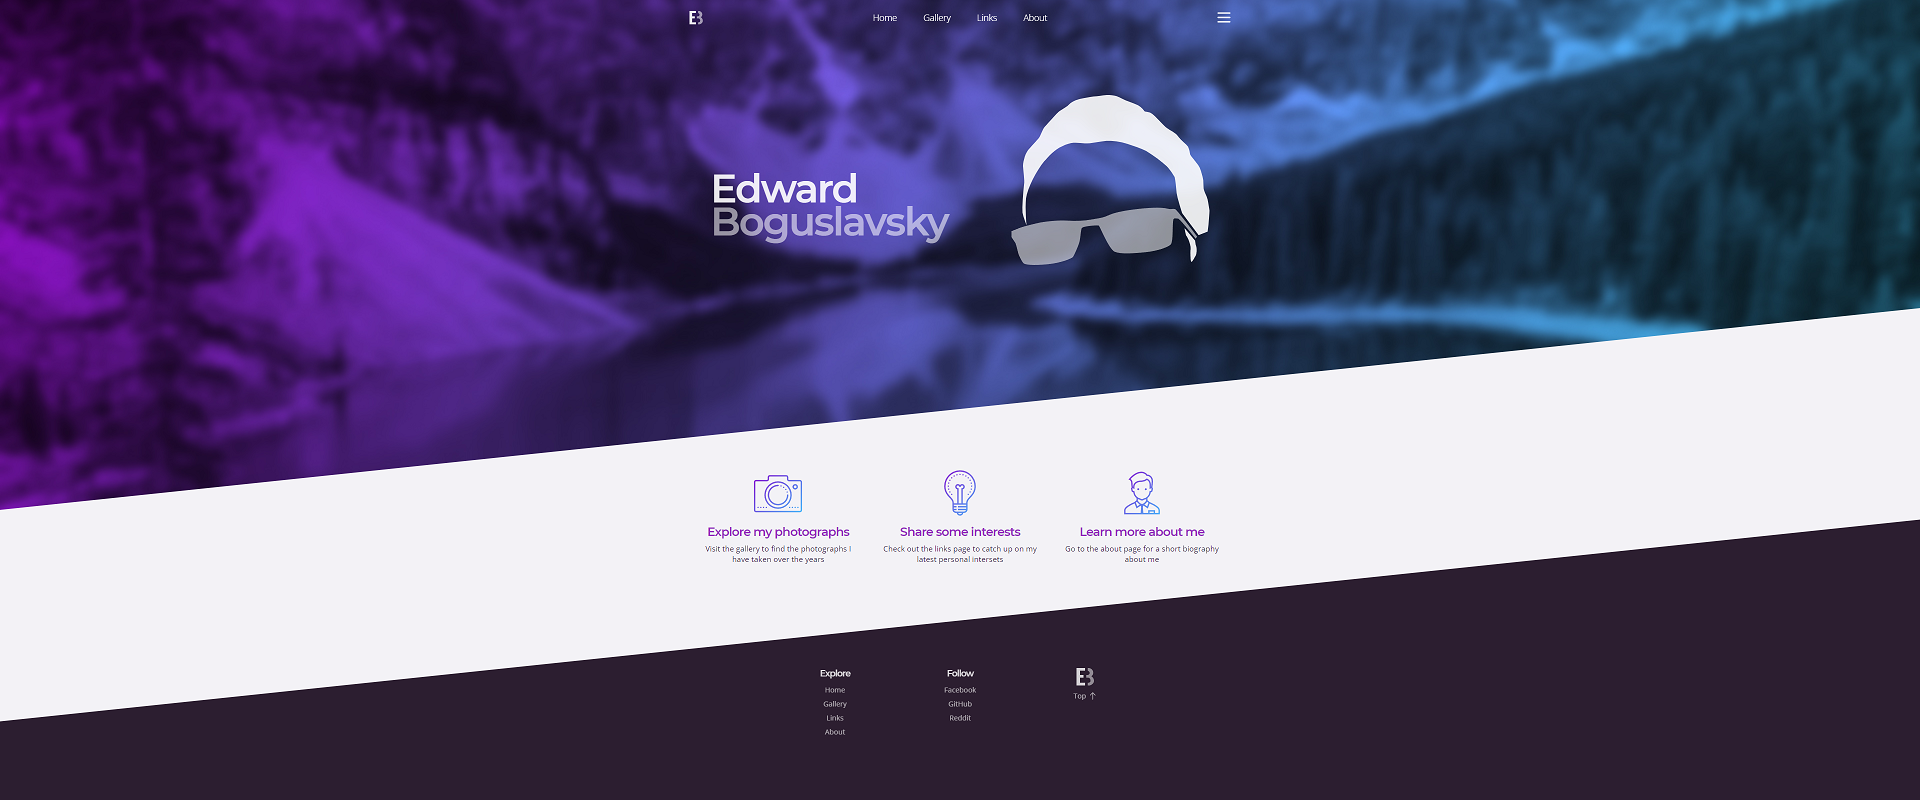 EB
Home Gallery Links About
Edward
Boguslavsky
Explore my photographs
Visit the gallery to find the photographs I
have taken over the years
Share some interests
Check out the links page to catch up on my
latest personal intersets
Learn more about me
Go to the about page for a short biography
about me
Explore
Home
Gallery
Links
About
Follow
Facebook
GitHub
Reddit
EB
Top